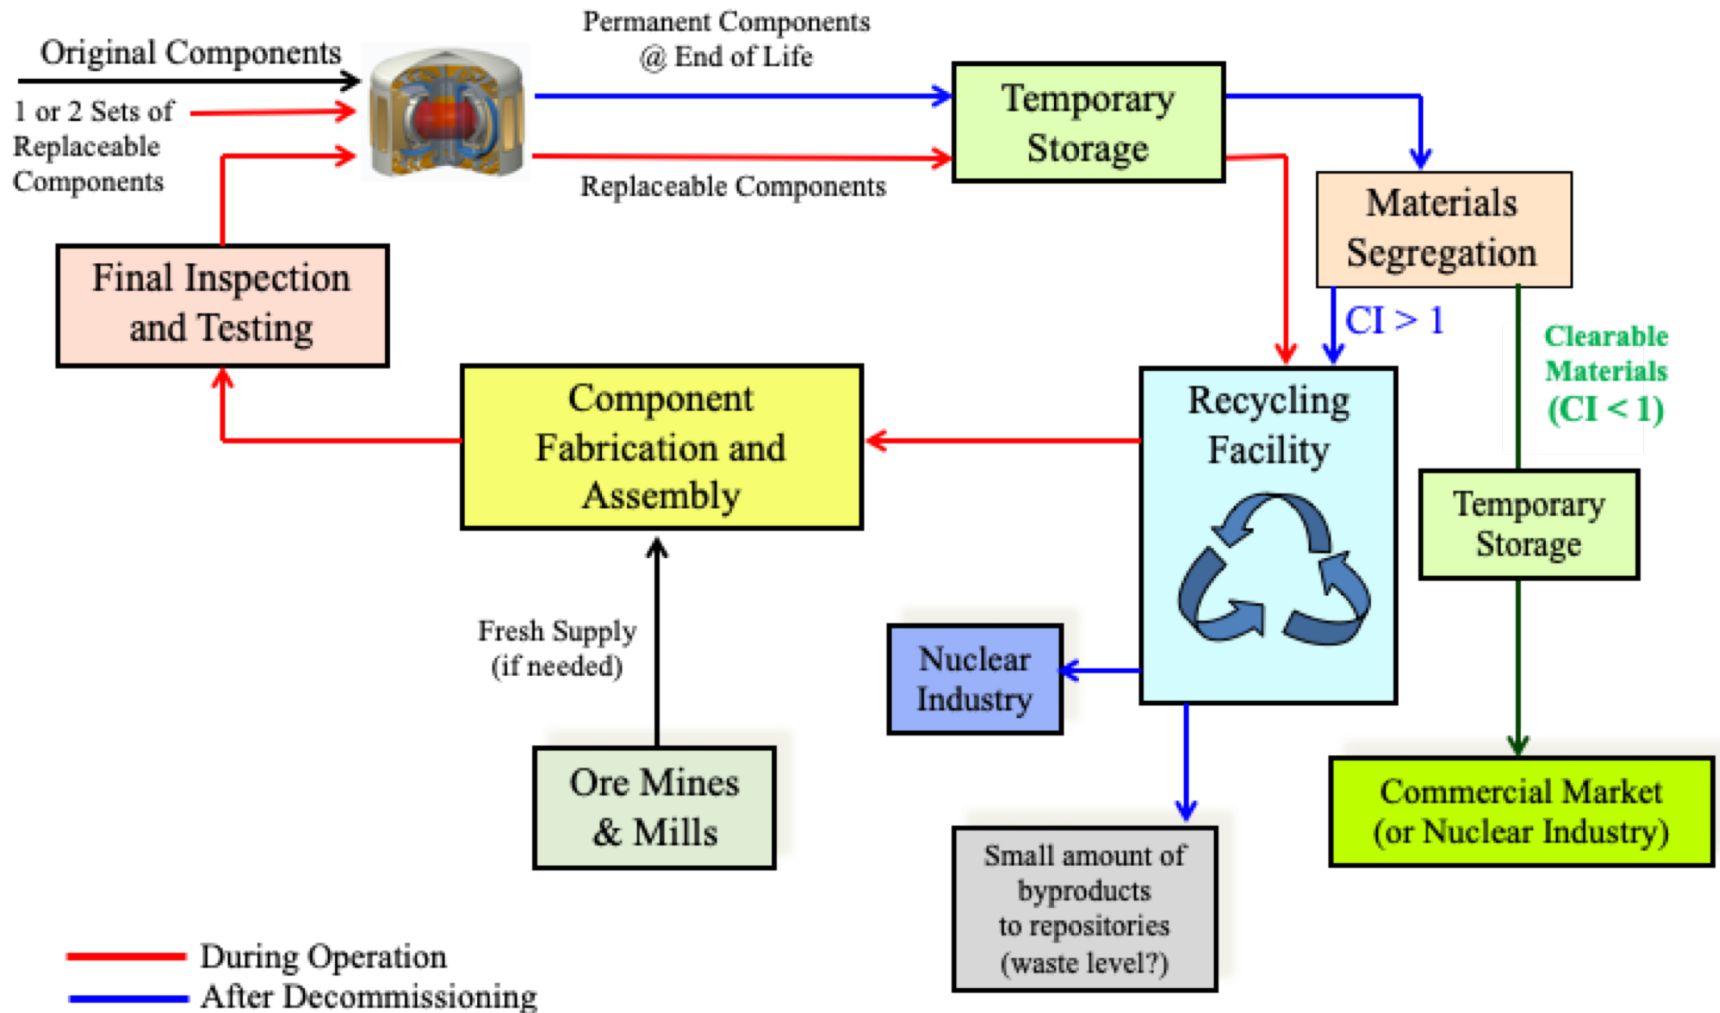 Original Components
1 or 2 Sets of
Replaceable
Components
Permanent Components
@ End of Life
Replaceable Components
Temporary
Storage
Materials
Segregation
CI > 1
Clearable
Materials
(CI < 1)
Final Inspection
and Testing
Component
Fabrication and
Assembly
Recycling
Facility
Temporary
Storage
Fresh Supply
(if needed)
Nuclear
Industry
Ore Mines
& Mills
Commercial Market
(or Nuclear Industry)
Small amount of
byproducts
to repositories
(waste level?)
During Operation
After Decommissioning